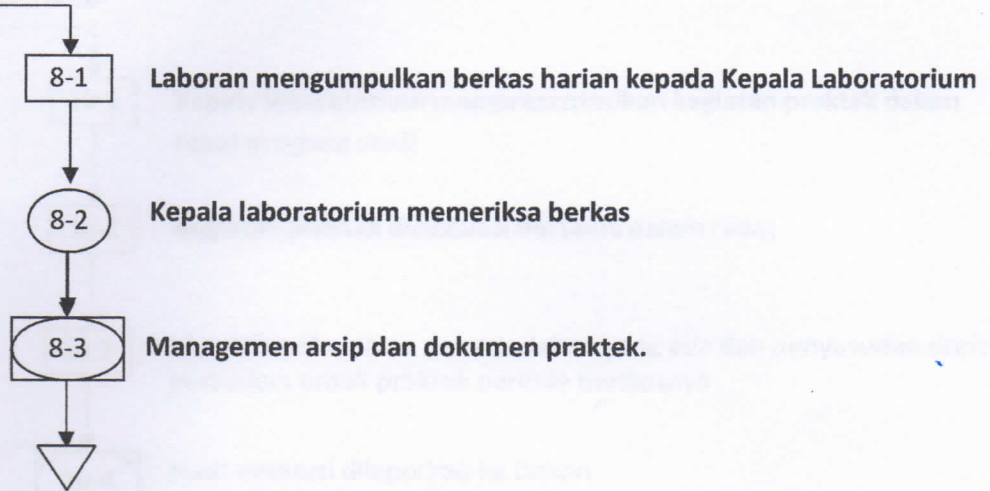 8-1 Laboran mengumpulkan berkas harian kepada Kepala Laboratorium
8-2 Kepala laboratorium memeriksa berkas
8-3 Managemen arsip dan dokumen praktek.